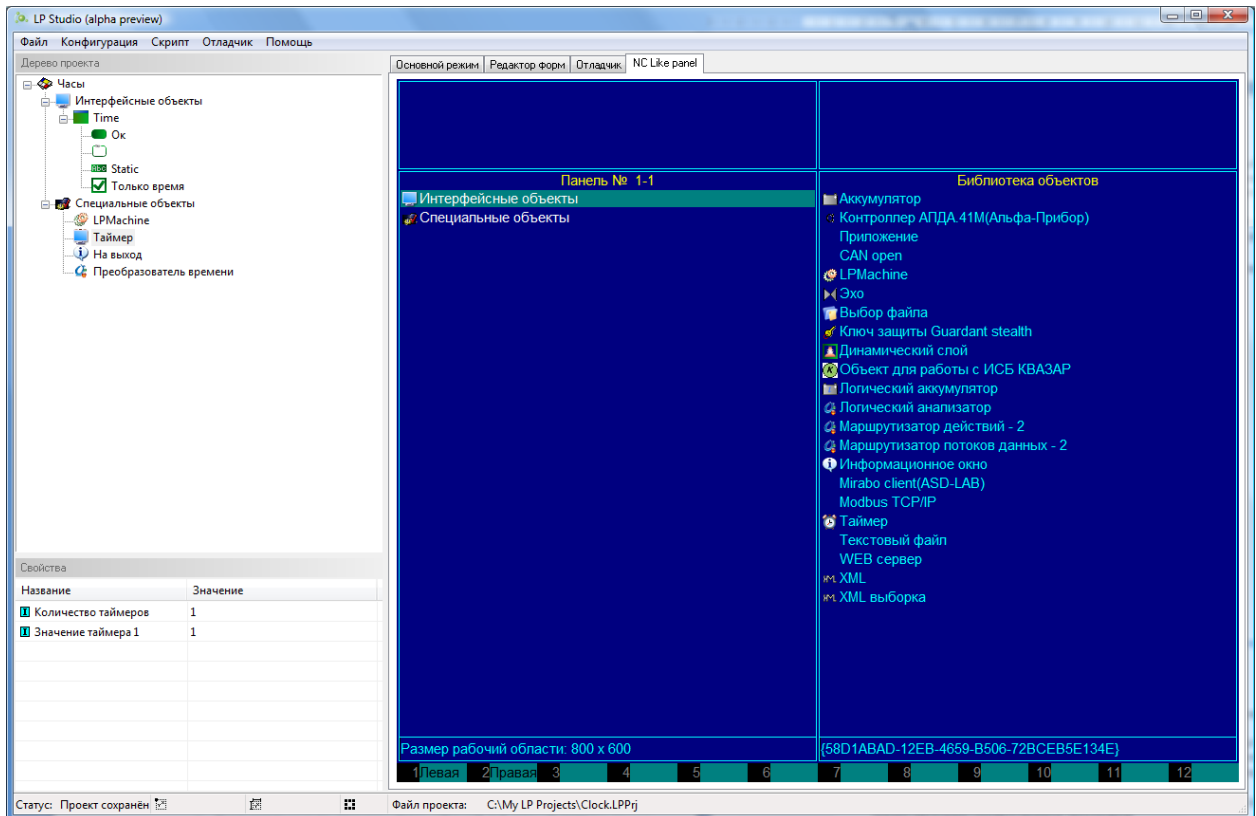 LP Studio (alpha preview)
Файл Конфигурация Скрипт Отладчик Помощь
Дерево проекта
Часы
Интерфейсные объекты
Time
Ок
Static
Только время
Специальные объекты
LPMachine
Таймер
На выход
Преобразователь времени
Свойства
Название Значение
Количество таймеров 1
Значение таймера 1 1
Основной режим Редактор форм Отладчик NC Like panel
Панель № 1-1
Интерфейсные объекты
Специальные объекты
Размер рабочий области: 800 x 600
Библиотека объектов
Аккумулятор
Контроллер АПДА.41М(Альфа-Прибор)
Приложение
CAN open
LPMachine
Эхо
Выбор файла
Ключ защиты Guardant stealth
Динамический слой
Объект для работы с ИСБ КВАЗАР
Логический аккумулятор
Логический анализатор
Маршрутизатор действий - 2
Маршрутизатор потоков данных - 2
Информационное окно
Mirabo client(ASD-LAB)
Modbus TCP/IP
Таймер
Текстовый файл
WEB сервер
XML
XML выборка
{58D1ABAD-12EB-4659-B506-72BCEB5E134E}
1Левая 2Правая 3 4 5 6 7 8 9 10 11 12
Статус: Проект сохранён Файл проекта: C:\My LP Projects\Clock.LPPrj